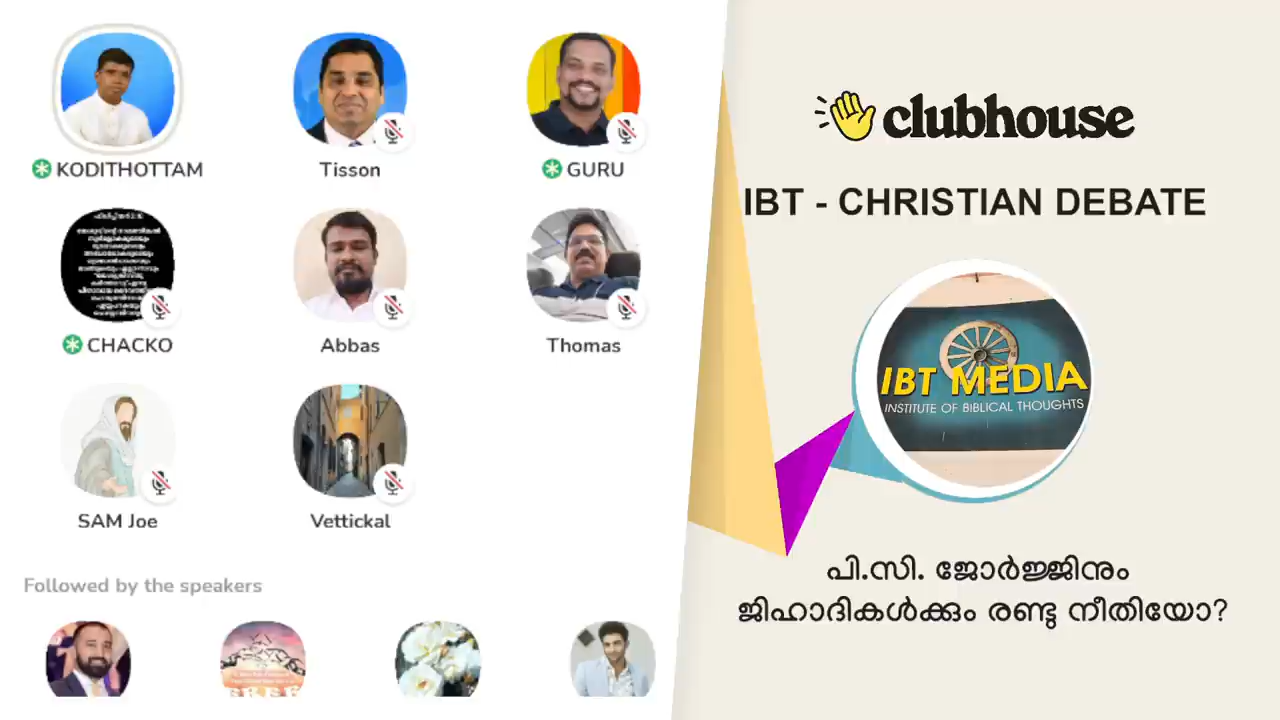 KODITHOTTAM
Tisson
GURU
CHACKO
Abbas
Thomas
SAM Joe
Vettickal
Followed by the speakers
clubhouse
IBT - CHRISTIAN DEBATE
IBT MEDIA
INSTITUTE OF BIBLICAL THOUGHTS
പി.സി. ജോർജ്ജിനും
ജിഹാദികൾക്കും രണ്ടു നീതിയോ?